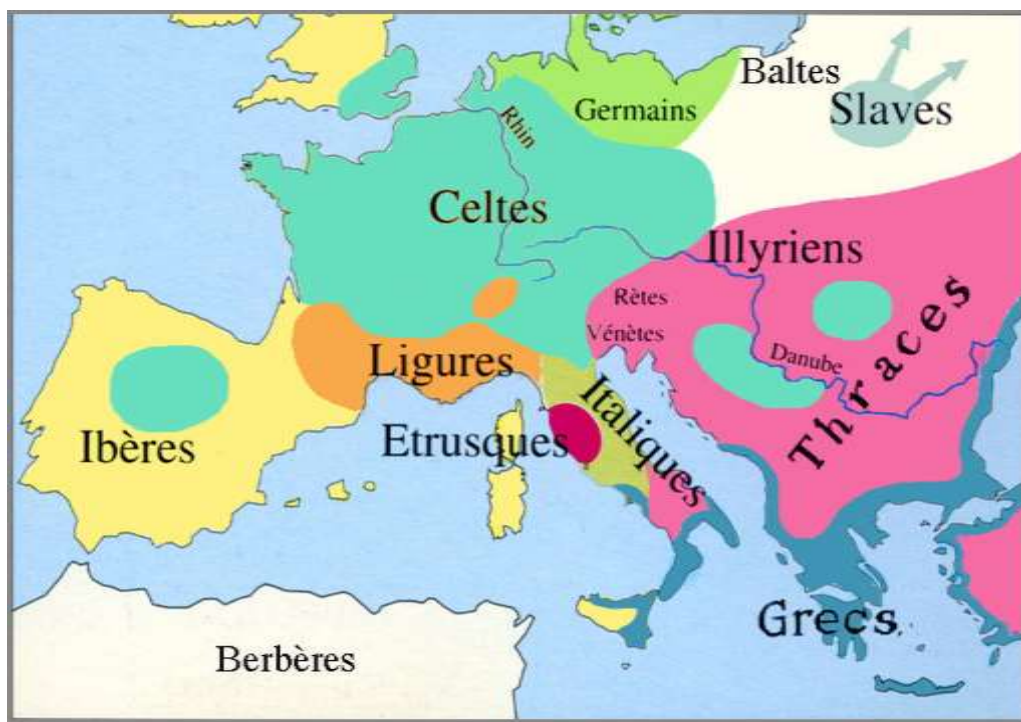 Baltes
Slaves
Germains
Rhin
Celtes
Illyriens
Rètes
Vénètes
Danube
Thraces
Ligures
Italiques
Etrusques
Ibères
Grecs
Berbères